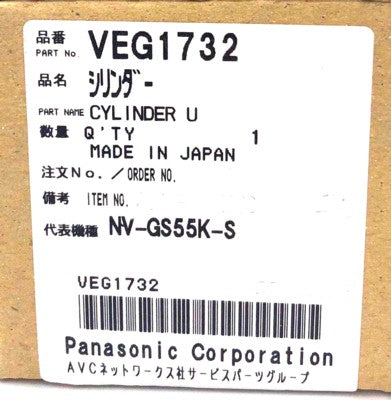 品番 VEG1732
PART No.
品名 シリンダー
PART NAME CYLINDER U
数量 Q'TY 1
MADE IN JAPAN
注文No./ORDER NO.
備考 ITEM NO.
代表機種 NV-GS55K-S
VEG1732
Panasonic Corporation
AVCネットワークス社サービスパーツグループ